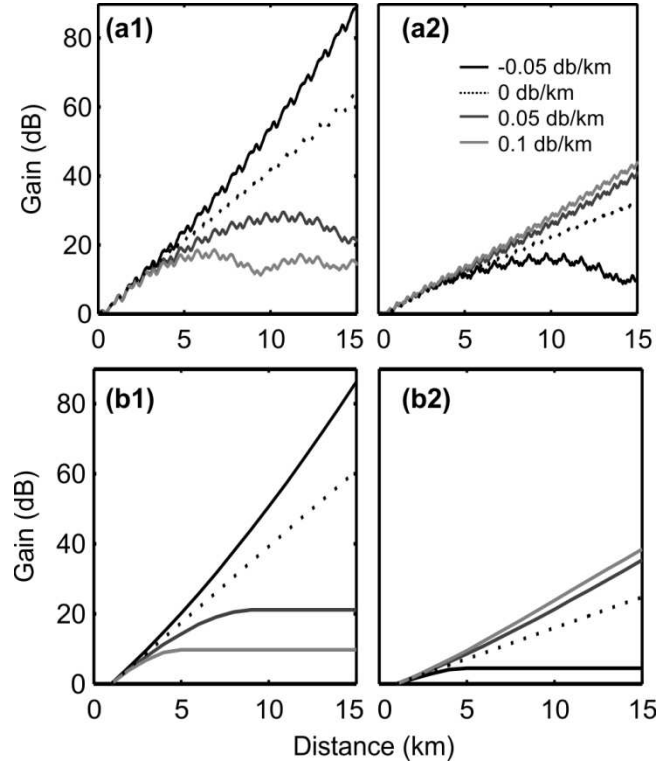 (a1)
(a2)
80
60
40
20
0
Gain (dB)
-0.05 db/km
0 db/km
0.05 db/km
0.1 db/km
0 5 10 15
0 5 10 15
(b1)
(b2)
80
60
40
20
0
Gain (dB)
0 5 10 15
0 5 10 15
Distance (km)